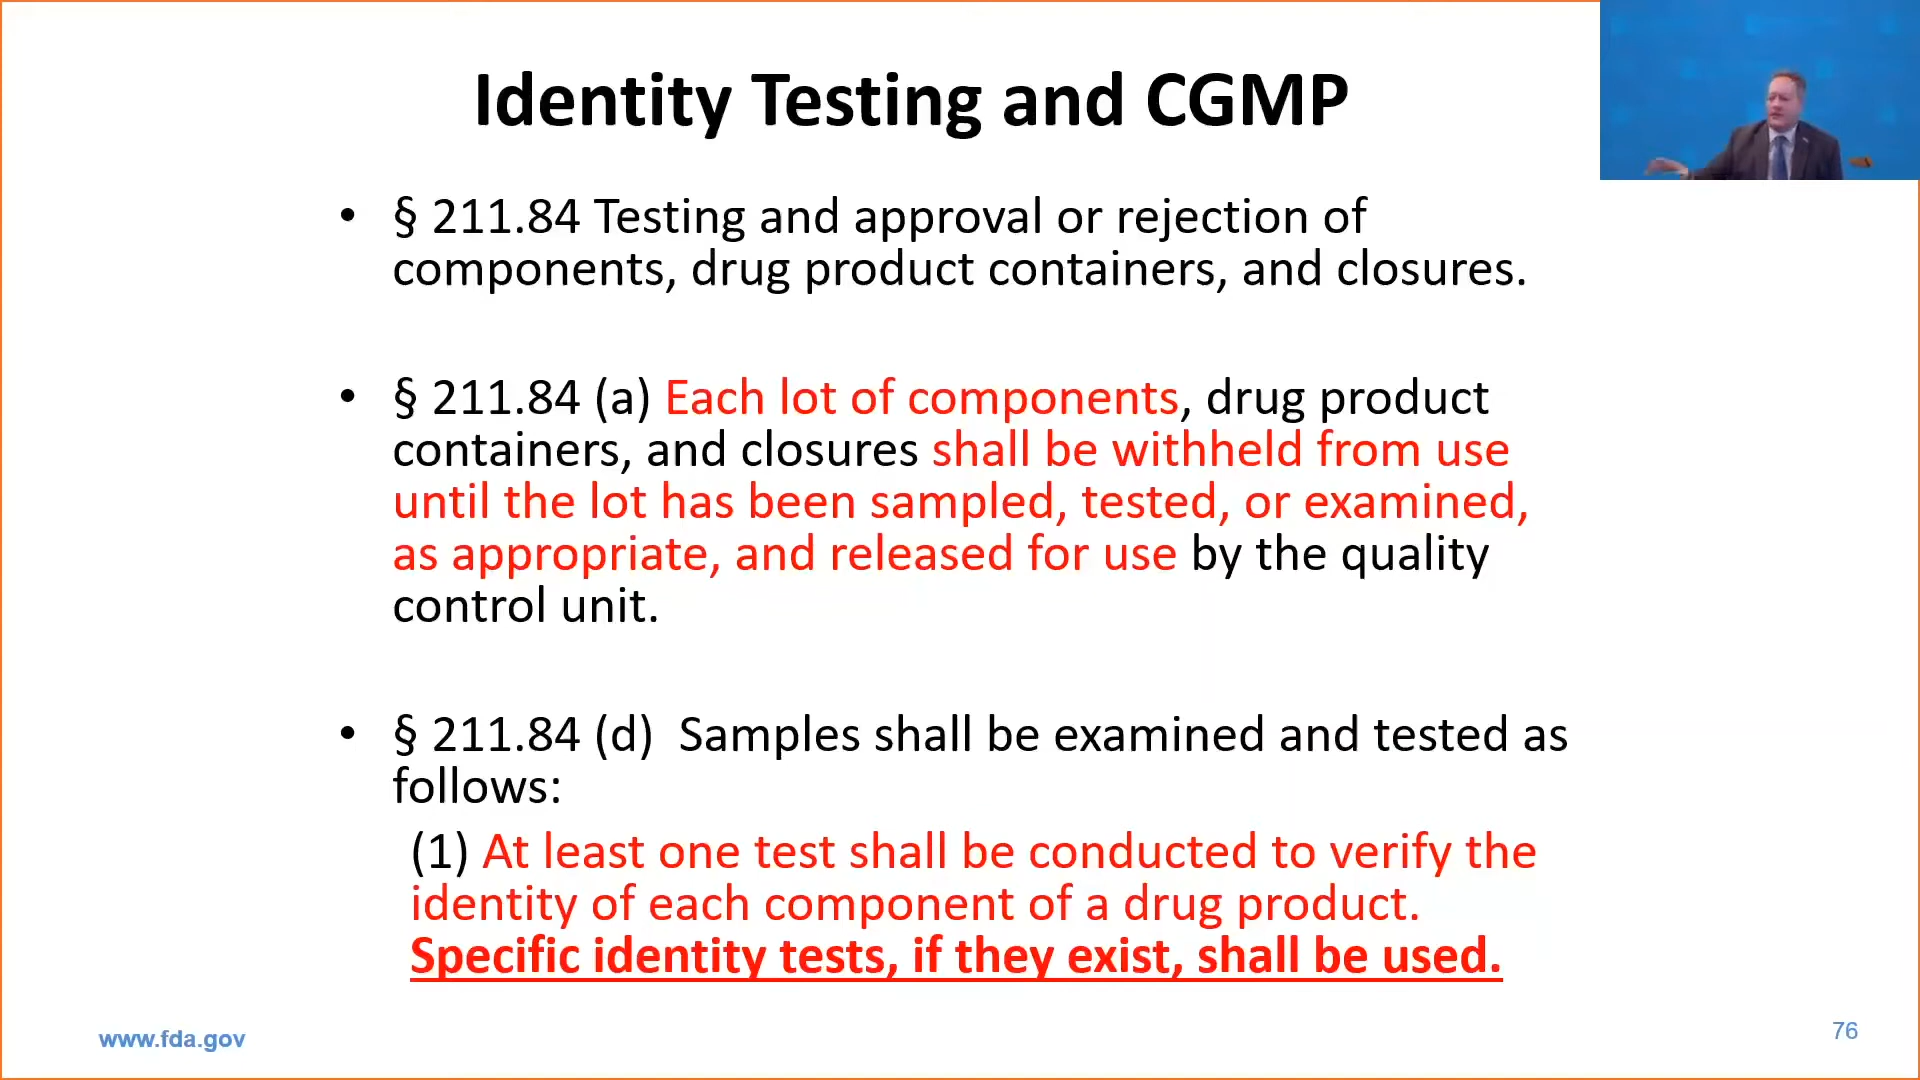 Identity Testing and CGMP
• § 211.84 Testing and approval or rejection of
components, drug product containers, and closures.
• § 211.84 (a) Each lot of components, drug product
containers, and closures shall be withheld from use
until the lot has been sampled, tested, or examined,
as appropriate, and released for use by the quality
control unit.
• § 211.84 (d)  Samples shall be examined and tested as
follows:
(1) At least one test shall be conducted to verify the
identity of each component of a drug product.
Specific identity tests, if they exist, shall be used.
www.fda.gov
76